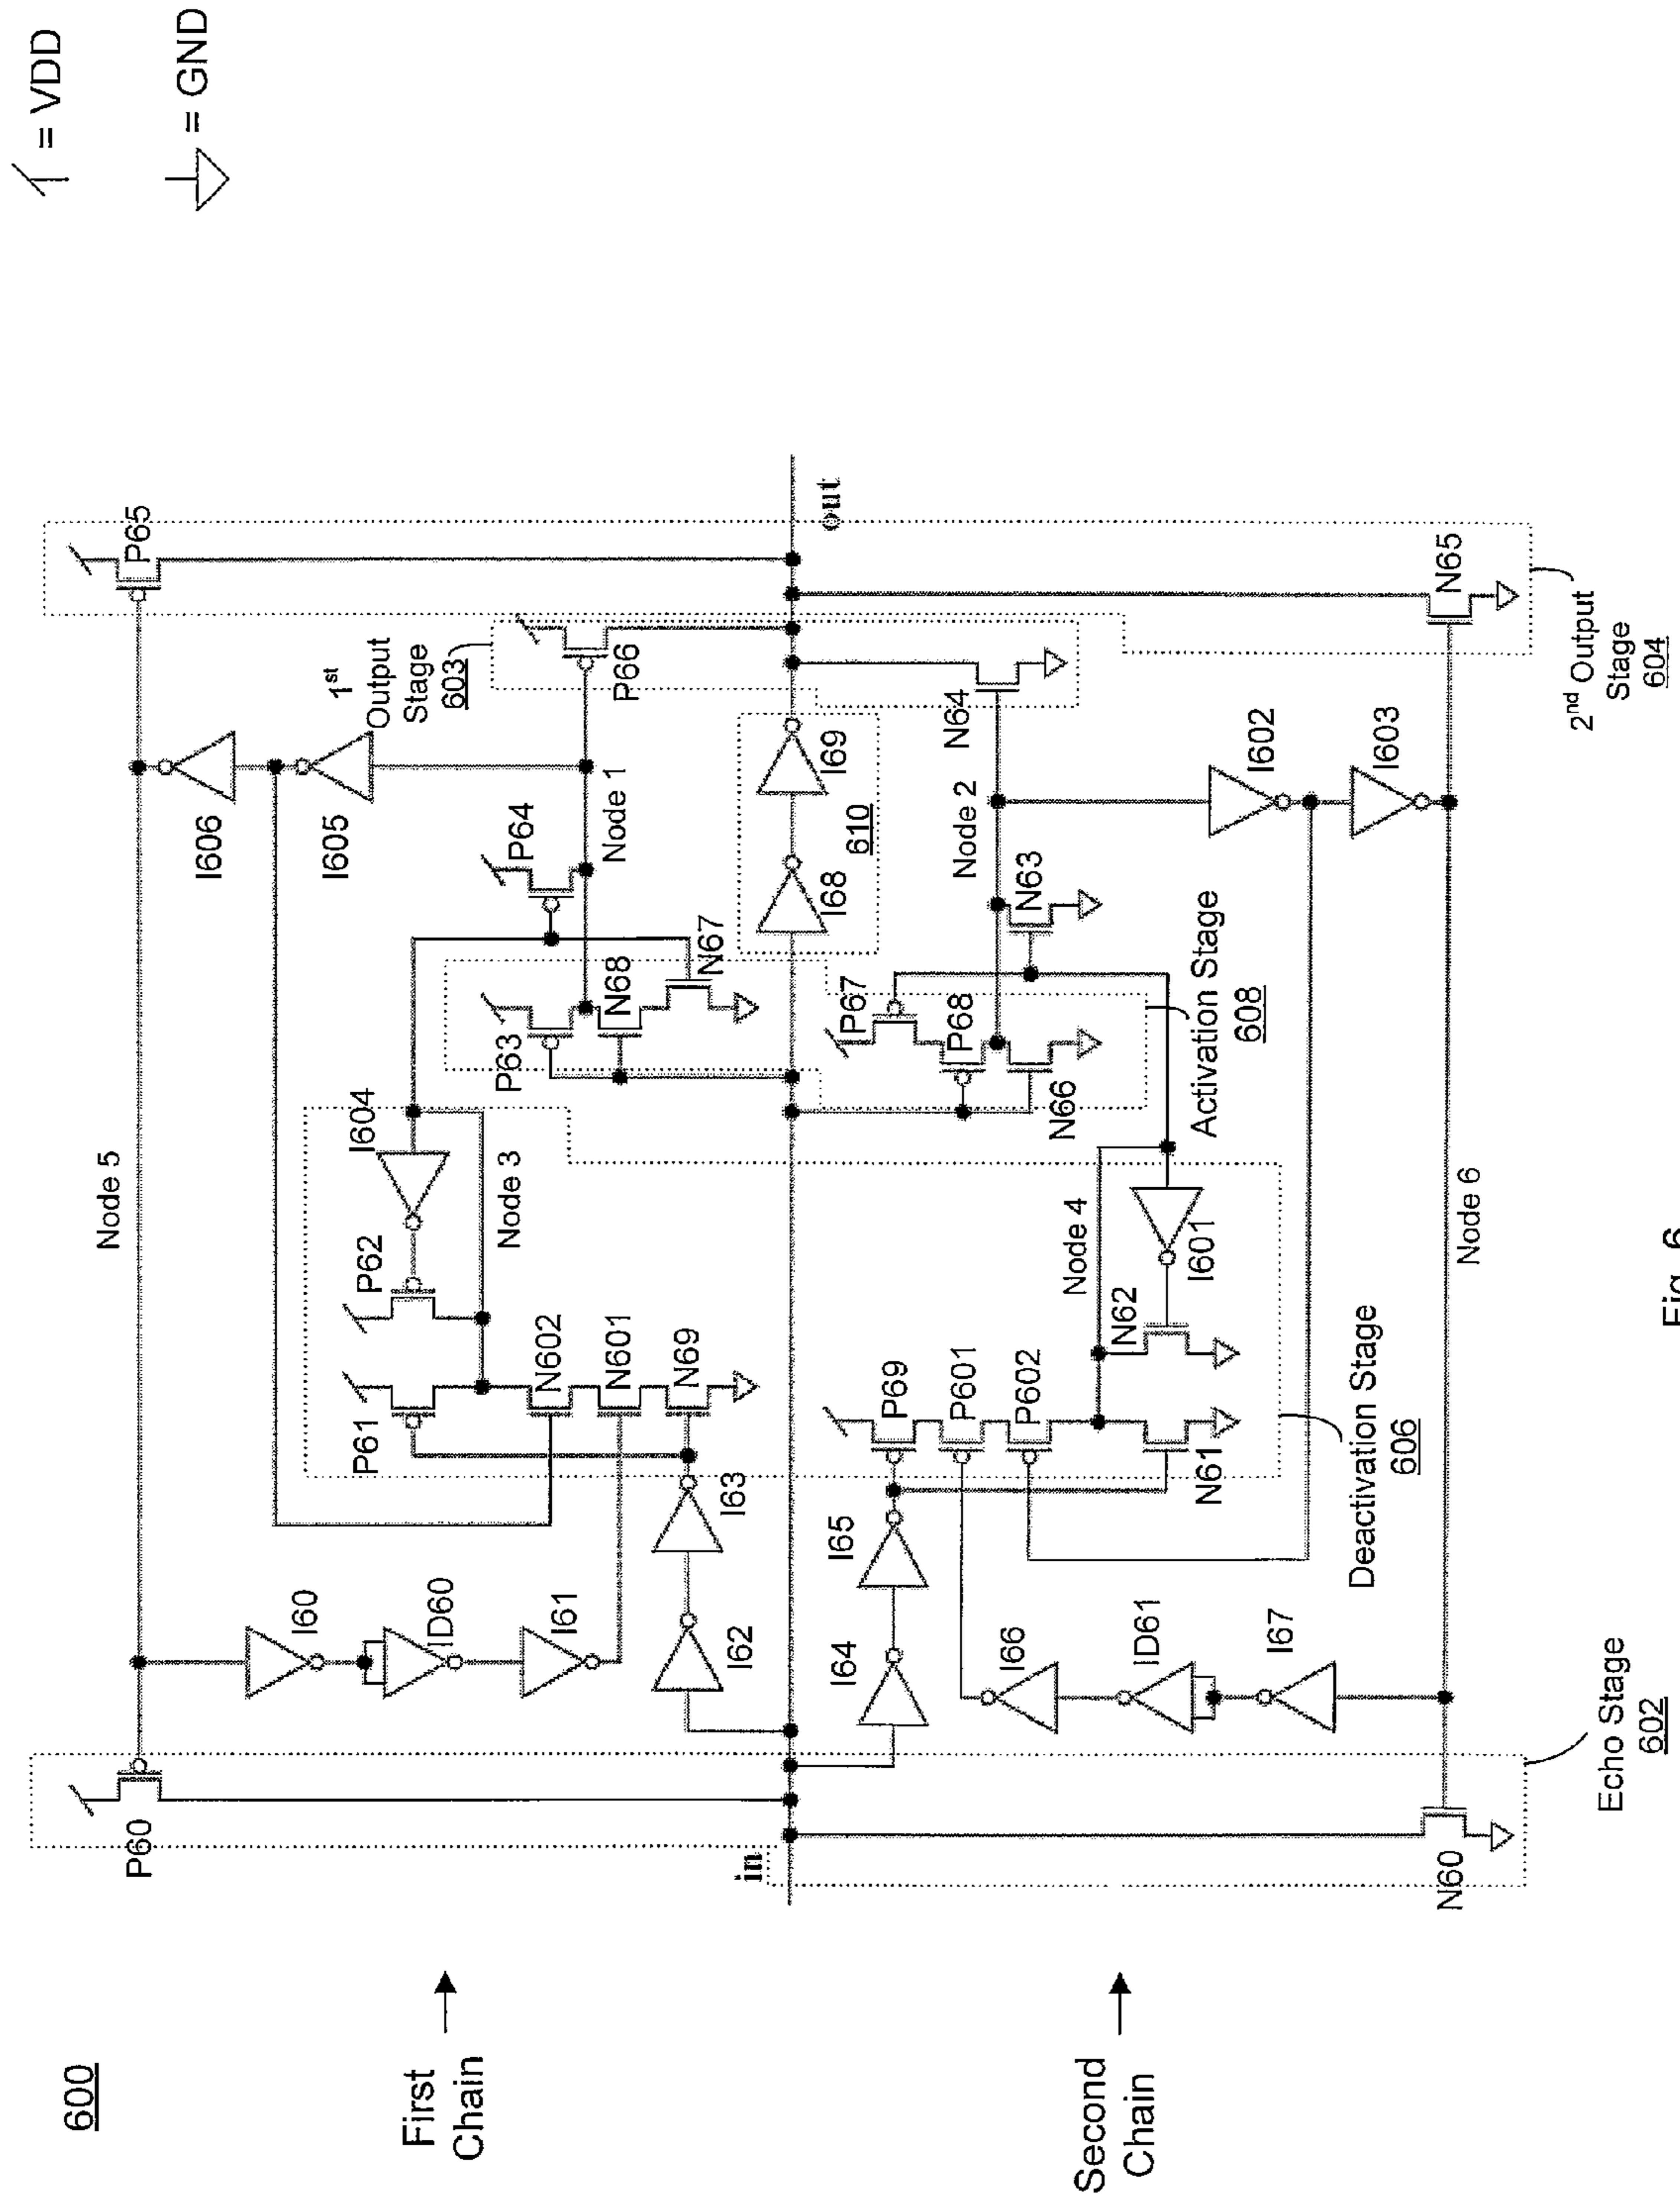 600
= VDD
= GND
First
Chain
Second
Chain
Node 5
P60
P65
I60
ID60
I61
I62
I63
P61
P62
I604
Node 3
N602
N601
N69
P63
N68
N67
P64
Node 1
I606
I605
1st
Output
Stage
603
P66
in
out
I68
I69
610
I64
I65
P69
P601
P602
N61
Node 4
N62
I601
P67
P68
N66
N63
Node 2
N64
I66
ID61
I67
I602
I603
Node 6
N60
N65
Echo Stage
602
Deactivation Stage
606
Activation Stage
608
2nd Output
Stage
604